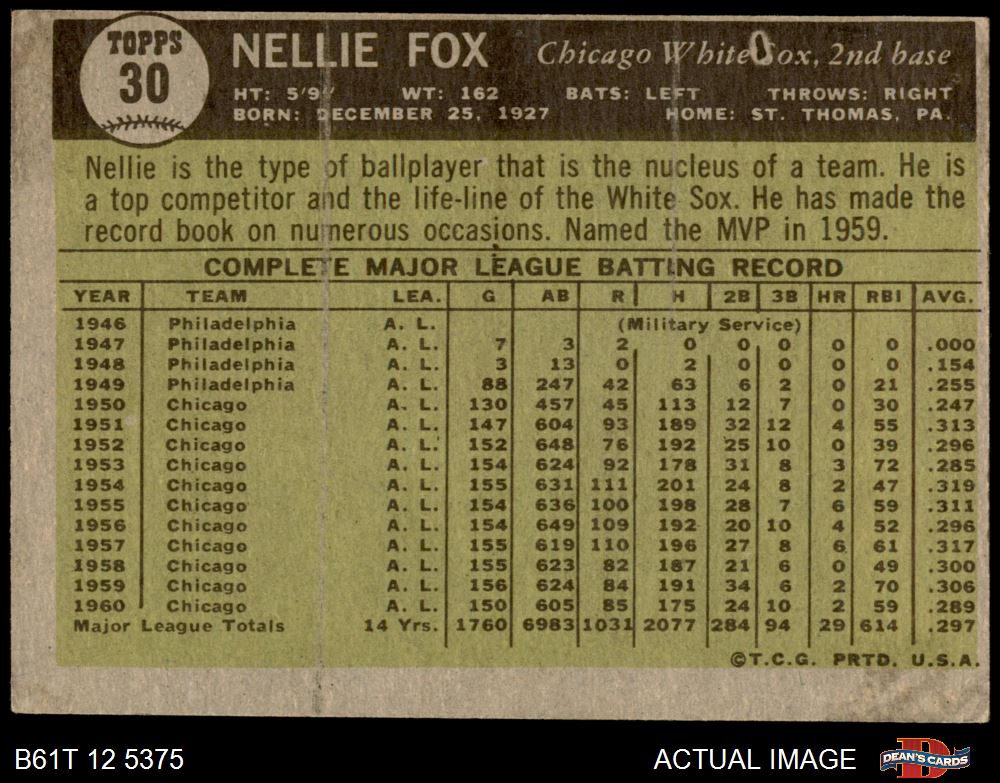 TOPPS
30
NELLIE FOX Chicago White Sox, 2nd base
HT: 5'9" WT: 162 BATS: LEFT THROWS: RIGHT
BORN: DECEMBER 25, 1927 HOME: ST. THOMAS, PA.
Nellie is the type of ballplayer that is the nucleus of a team. He is
a top competitor and the life-line of the White Sox. He has made the
record book on numerous occasions. Named the MVP in 1959.
COMPLETE MAJOR LEAGUE BATTING RECORD
YEAR TEAM LEA. G AB R H 2B 3B HR RBI AVG.
1946 Philadelphia A. L. (Military Service)
1947 Philadelphia A. L. 7 3 2 0 0 0 0 0 .000
1948 Philadelphia A. L. 3 13 0 2 0 0 0 0 .154
1949 Philadelphia A. L. 88 247 42 63 6 2 0 21 .255
1950 Chicago A. L. 130 457 45 113 12 7 0 30 .247
1951 Chicago A. L. 147 604 93 189 32 12 4 55 .313
1952 Chicago A. L. 152 648 76 192 25 10 0 39 .296
1953 Chicago A. L. 154 624 92 178 31 8 3 72 .285
1954 Chicago A. L. 155 631 111 201 24 8 2 47 .319
1955 Chicago A. L. 154 636 100 198 28 7 6 59 .311
1956 Chicago A. L. 154 649 109 192 20 10 4 52 .296
1957 Chicago A. L. 155 619 110 196 27 8 6 61 .317
1958 Chicago A. L. 155 623 82 187 21 6 0 49 .300
1959 Chicago A. L. 156 624 84 191 34 6 2 70 .306
1960 Chicago A. L. 150 605 85 175 24 10 2 59 .289
Major League Totals 14 Yrs. 1760 6983 1031 2077 284 94 29 614 .297
©T.C.G. PRTD. U.S.A.
B61T 12 5375 ACTUAL IMAGE DEAN'S CARDS